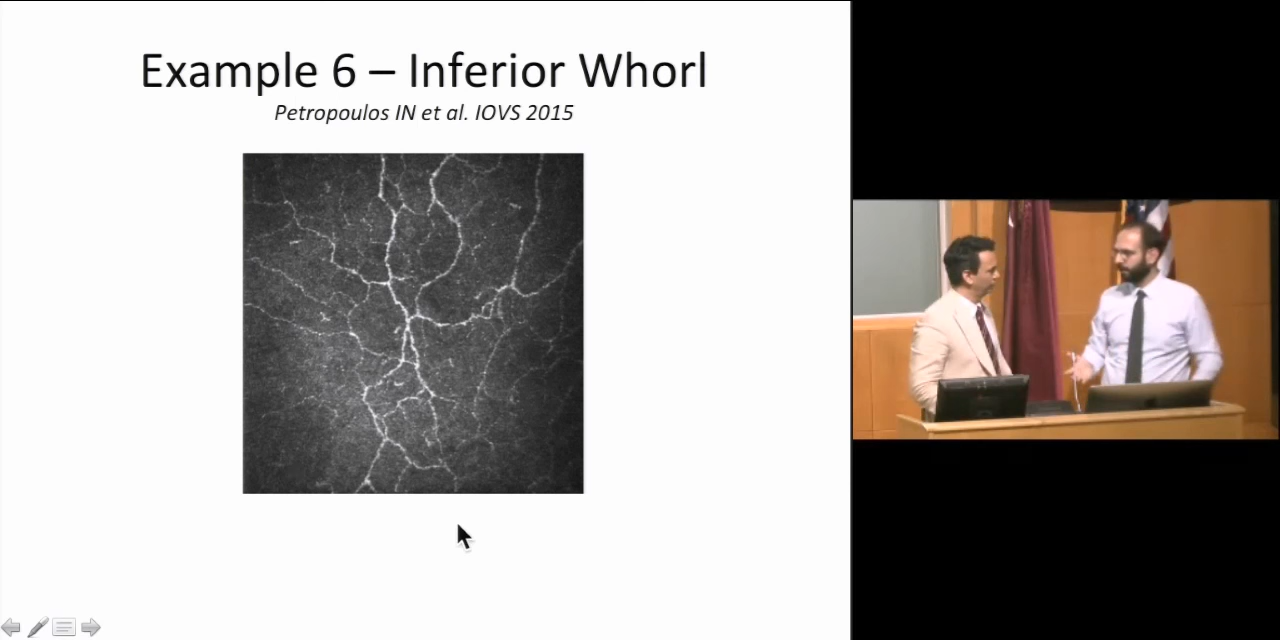 Example 6 – Inferior Whorl
Petropoulos IN et al. IOVS 2015